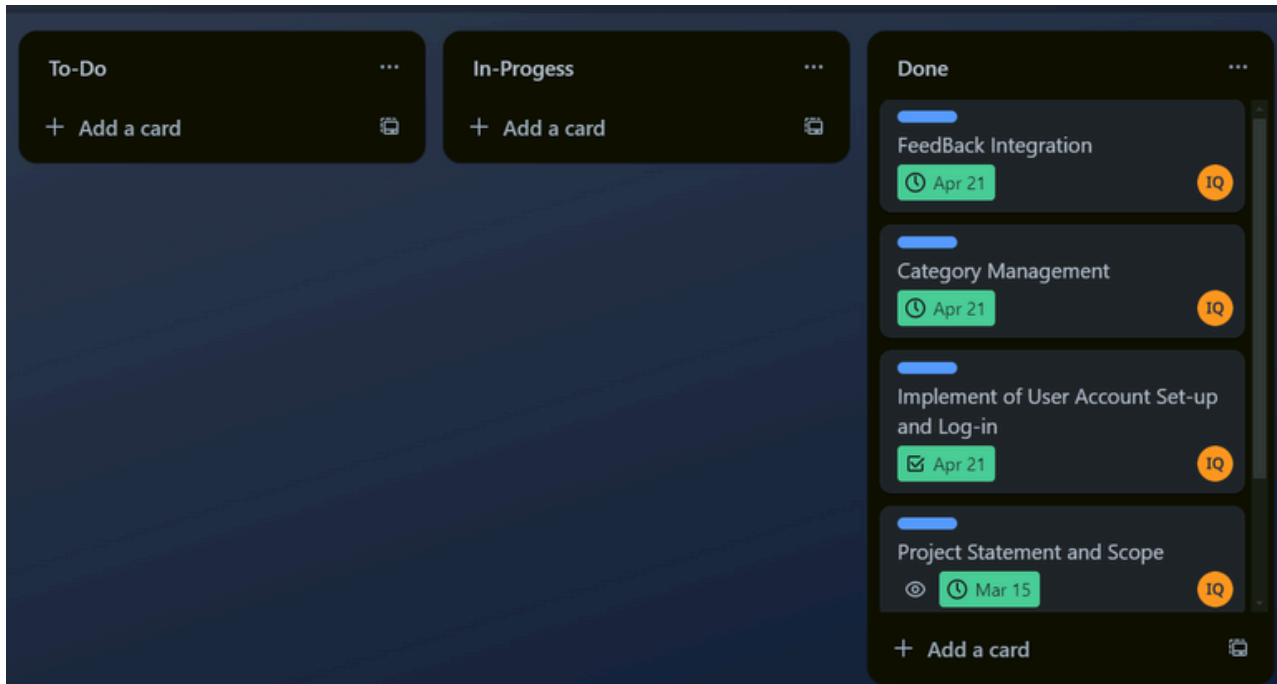 To-Do
Add a card
In-Progess
Add a card
Done
FeedBack Integration
Apr 21
IQ
Category Management
Apr 21
IQ
Implement of User Account Set-up
and Log-in
Apr 21
IQ
Project Statement and Scope
Mar 15
IQ
Add a card